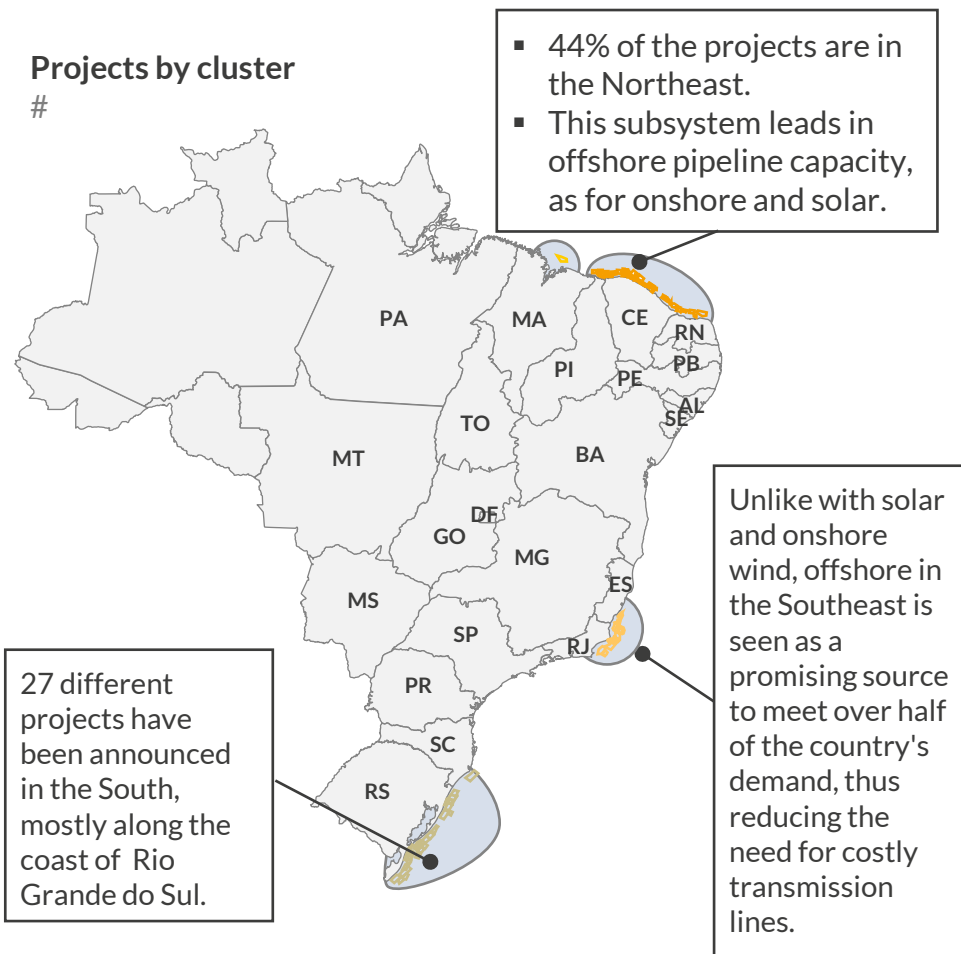 Projects by cluster
#
▪ 44% of the projects are in
the Northeast.
▪ This subsystem leads in
offshore pipeline capacity,
as for onshore and solar.
PA
MA
CE
RN
PB
PI
PE
AL
SE
TO
BA
MT
DF
GO
MG
ES
MS
SP
RJ
PR
SC
RS
Unlike with solar
and onshore
wind, offshore in
the Southeast is
seen as a
promising source
to meet over half
of the country's
demand, thus
reducing the
need for costly
transmission
lines.
27 different
projects have
been announced
in the South,
mostly along the
coast of Rio
Grande do Sul.